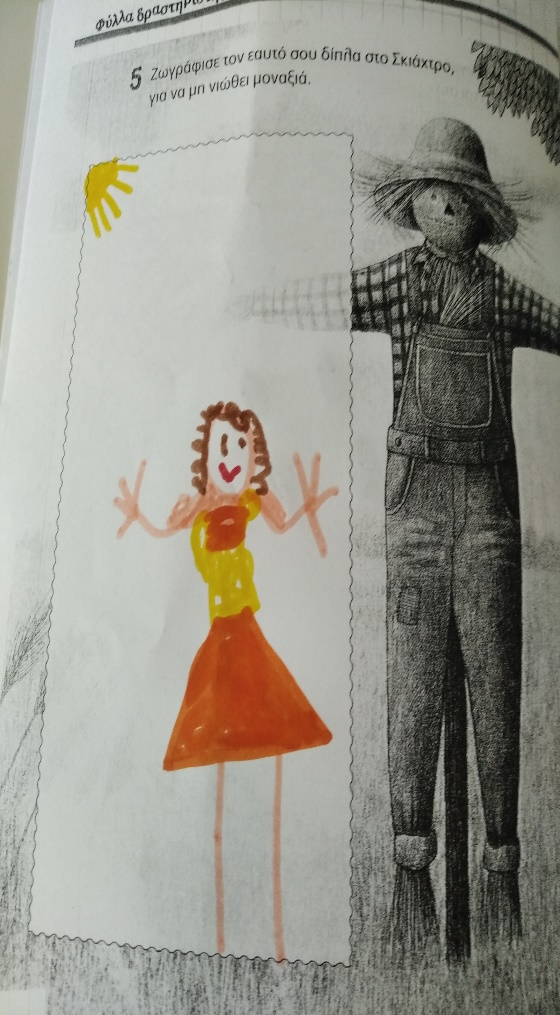 Φύλλα δραστηρ
5 Ζωγράφισε τον εαυτό σου δίπλα στο Σκιάχτρο,
για να μη νιώθει μοναξιά.